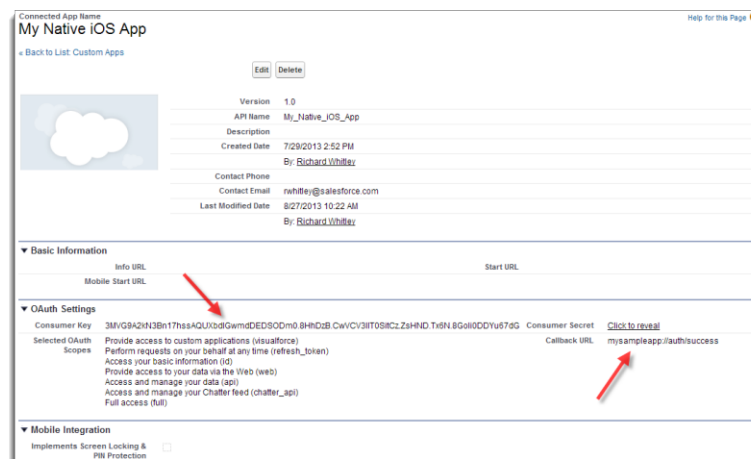 Connected App Name
My Native iOS App
Help for this Page
« Back to List: Custom Apps
Edit Delete
Version 1.0
API Name My_Native_iOS_App
Description
Created Date 7/29/2013 2:52 PM
By: Richard Whitley
Contact Phone
Contact Email rwhitley@salesforce.com
Last Modified Date 8/27/2013 10:22 AM
By: Richard Whitley
▼ Basic Information
Info URL Start URL
Mobile Start URL
▼ OAuth Settings
Consumer Key Consumer Secret Click to reveal
Selected OAuth Scopes Provide access to custom applications (visualforce) Callback URL mysampleapp://auth/success
Perform requests on your behalf at any time (refresh_token)
Access your basic information (id)
Provide access to your data via the Web (web)
Access and manage your data (api)
Access and manage your Chatter feed (chatter_api)
Full access (full)
▼ Mobile Integration
Implements Screen Locking &
PIN Protection